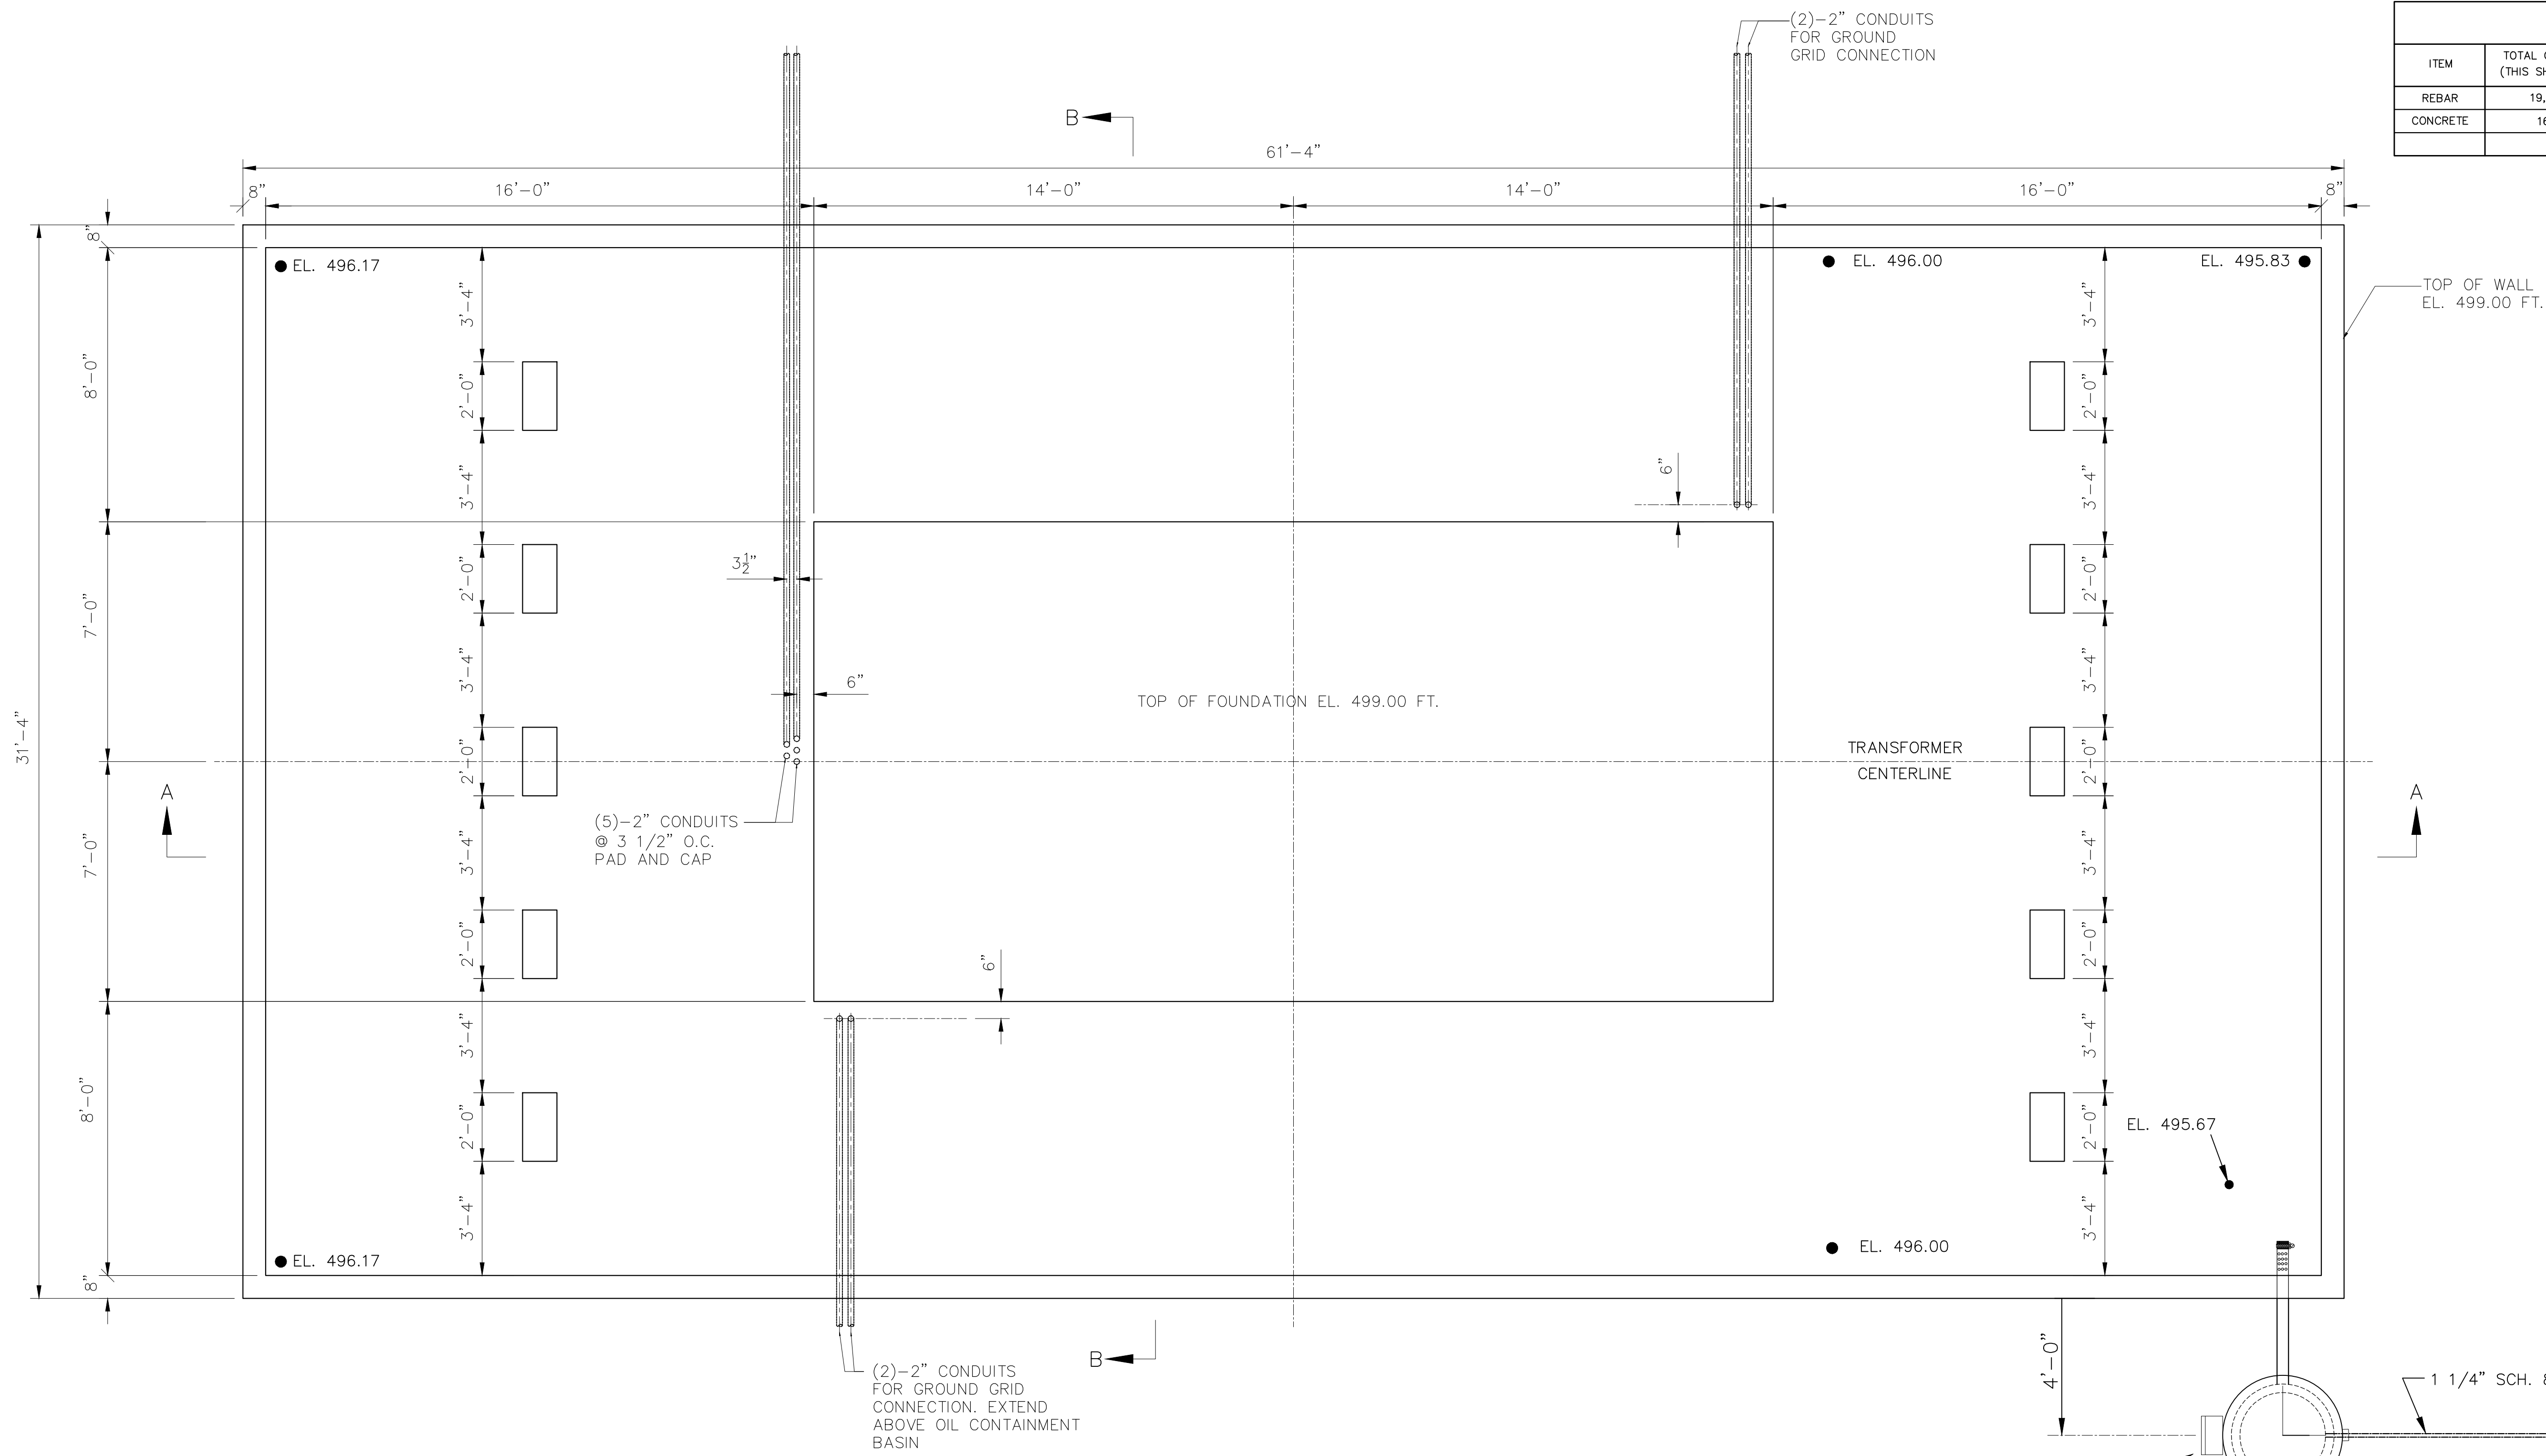 (2)-2" CONDUITS
FOR GROUND
GRID CONNECTION
ITEM
REBAR
CONCRETE
B
61'-4"
8"
16'-0"
14'-0"
14'-0"
16'-0"
8"
8"
EL. 496.17
EL. 496.00
EL. 495.83
TOP OF WALL
EL. 499.00 FT.
31'-4"
8'-0"
7'-0"
7'-0"
8'-0"
8"
3'-4"
2'-0"
3'-4"
2'-0"
3'-4"
2'-0"
3'-4"
2'-0"
3'-4"
2'-0"
3'-4"
3 1/2"
6"
6"
TOP OF FOUNDATION EL. 499.00 FT.
TRANSFORMER
CENTERLINE
A
A
(5)-2" CONDUITS
@ 3 1/2" O.C.
PAD AND CAP
6"
3'-4"
2'-0"
3'-4"
2'-0"
3'-4"
2'-0"
3'-4"
2'-0"
3'-4"
2'-0"
3'-4"
EL. 495.67
EL. 496.17
EL. 496.00
4'-0"
B
(2)-2" CONDUITS
FOR GROUND GRID
CONNECTION. EXTEND
ABOVE OIL CONTAINMENT
BASIN
1 1/4" SCH.
TOTAL
(THIS